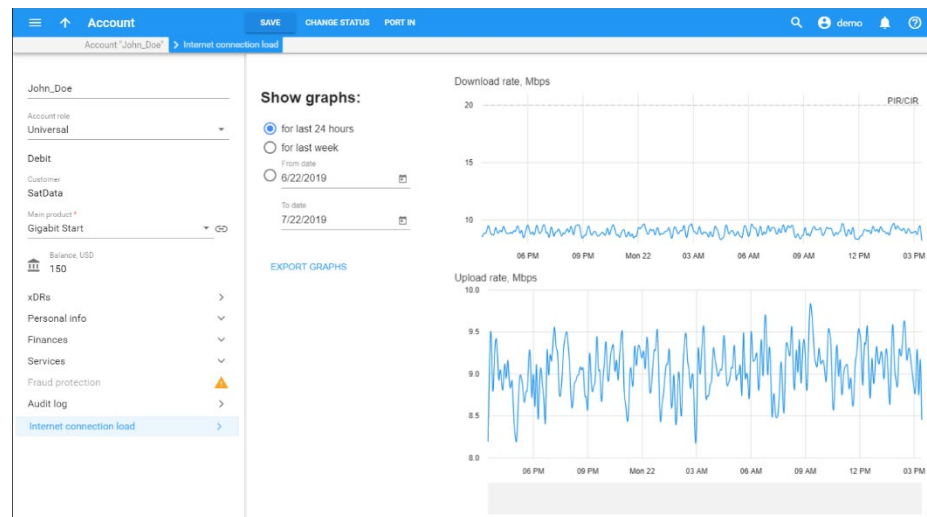 Account
SAVE CHANGE STATUS PORT IN
demo
Account "John_Doe" Internet connection load
John_Doe
Account role
Universal
Debit
Customer
SatData
Main product *
Gigabit Start
Balance, USD
150
xDRs
Personal info
Finances
Services
Fraud protection
Audit log
Internet connection load
Show graphs:
for last 24 hours
for last week
From date
6/22/2019
To date
7/22/2019
EXPORT GRAPHS
Download rate, Mbps
PIR/CIR
20
15
10
06 PM 09 PM Mon 22 03 AM 06 AM 09 AM 12 PM 03 PM
Upload rate, Mbps
10.0
9.5
9.0
8.5
8.0
06 PM 09 PM Mon 22 03 AM 06 AM 09 AM 12 PM 03 PM